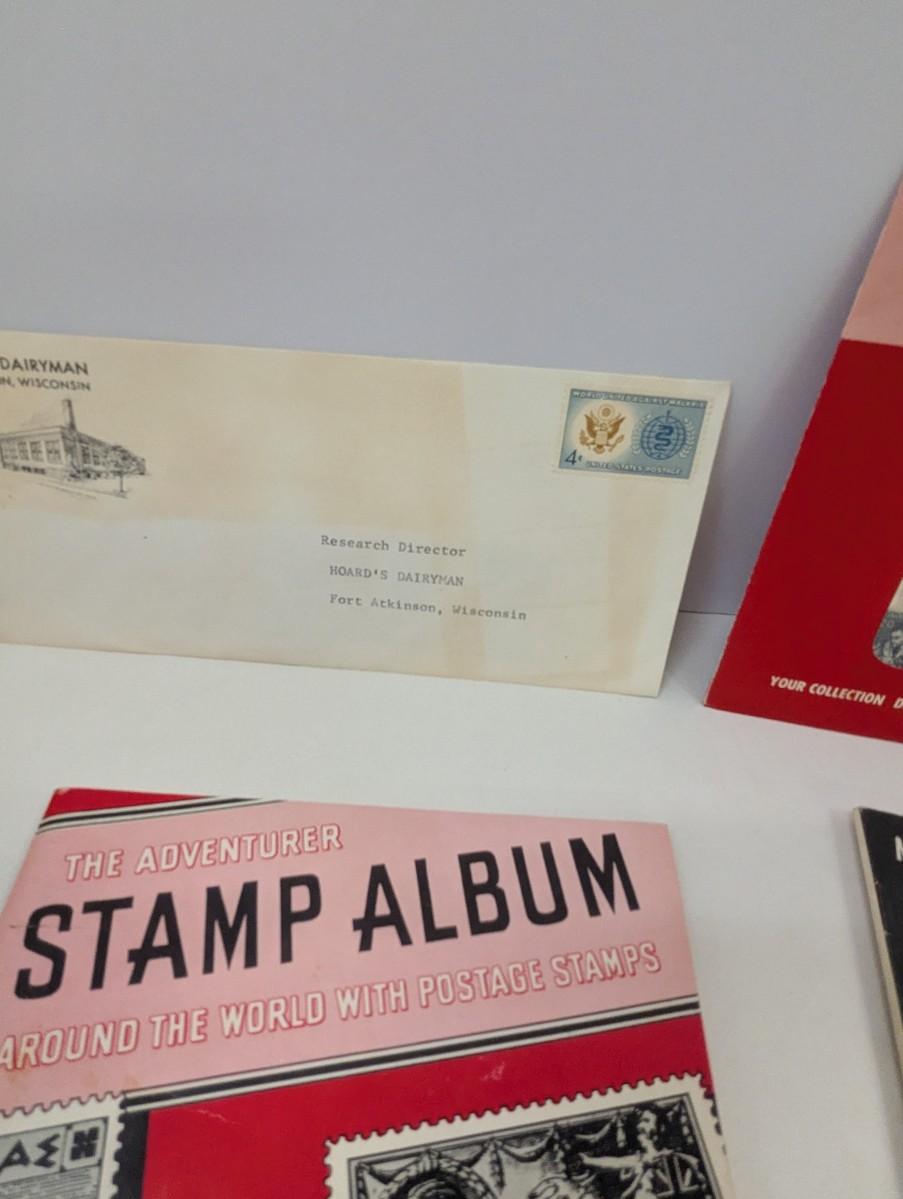 DAIRYMAN
N, WISCONSIN
WORLD UNITED AGAINST MALARIA
4¢
UNITED STATES POSTAGE
Research Director
HOARD'S DAIRYMAN
Fort Atkinson, Wisconsin
YOUR COLLECTION D
THE ADVENTURER
STAMP ALBUM
AROUND THE WORLD WITH POSTAGE STAMPS